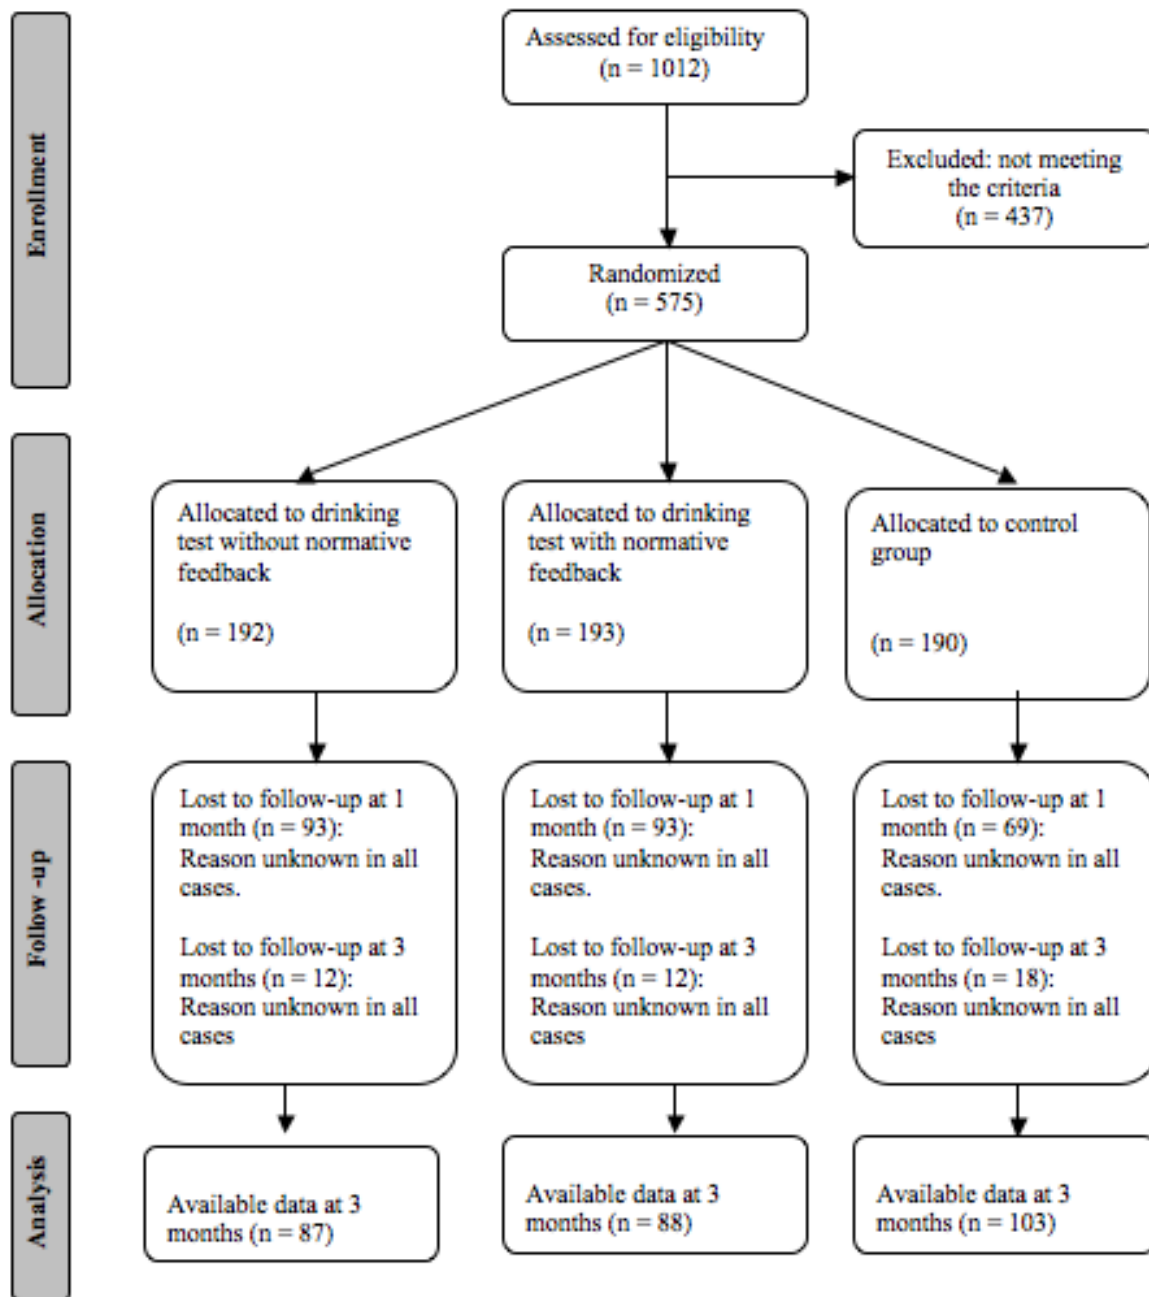 Enrollment
Assessed for eligibility
(n = 1012)
Excluded: not meeting
the criteria
(n = 437)
Randomized
(n = 575)
Allocation
Allocated to drinking
test without normative
feedback
(n = 192)
Allocated to drinking
test with normative
feedback
(n = 193)
Allocated to control
group
(n = 190)
Follow -up
Lost to follow-up at 1
month (n = 93):
Reason unknown in all
cases.
Lost to follow-up at 3
months (n = 12):
Reason unknown in all
cases
Lost to follow-up at 1
month (n = 93):
Reason unknown in all
cases.
Lost to follow-up at 3
months (n = 12):
Reason unknown in all
cases
Lost to follow-up at 1
month (n = 69):
Reason unknown in all
cases.
Lost to follow-up at 3
months (n = 18):
Reason unknown in all
cases
Analysis
Available data at 3
months (n = 87)
Available data at 3
months (n = 88)
Available data at 3
months (n = 103)